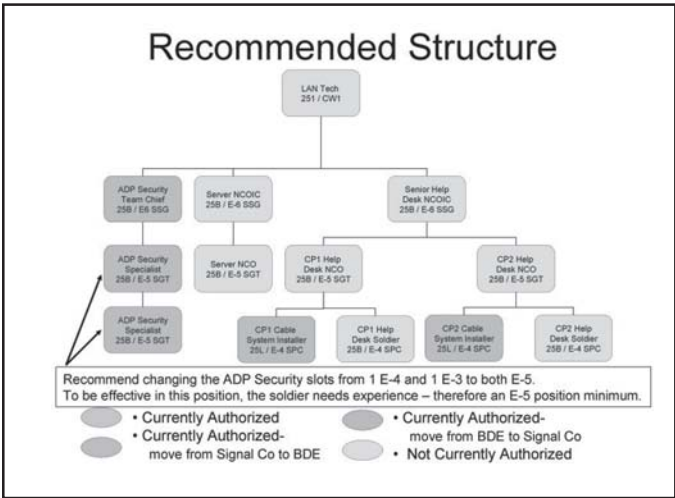 Recommended Structure
LAN Tech
251 / CW1
ADP Security
Team Chief
25B / E6 SSG
Server NCOIC
25B / E-6 SSG
Senior Help
Desk NCOIC
25B / E-6 SSG
ADP Security
Specialist
25B / E-5 SGT
Server NCO
25B / E-5 SGT
CP1 Help
Desk NCO
25B / E-5 SGT
CP2 Help
Desk NCO
25B / E-5 SGT
ADP Security
Specialist
25B / E-5 SGT
CP1 Cable
System Installer
25L / E-4 SPC
CP1 Help
Desk Soldier
25B / E-4 SPC
CP2 Cable
System Installer
25L / E-4 SPC
CP2 Help
Desk Soldier
25B / E-4 SPC
Recommend changing the ADP Security slots from 1 E-4 and 1 E-3 to both E-5.
To be effective in this position, the soldier needs experience – therefore an E-5 position minimum.
• Currently Authorized
• Currently Authorized-
move from Signal Co to BDE
• Currently Authorized-
move from BDE to Signal Co
• Not Currently Authorized